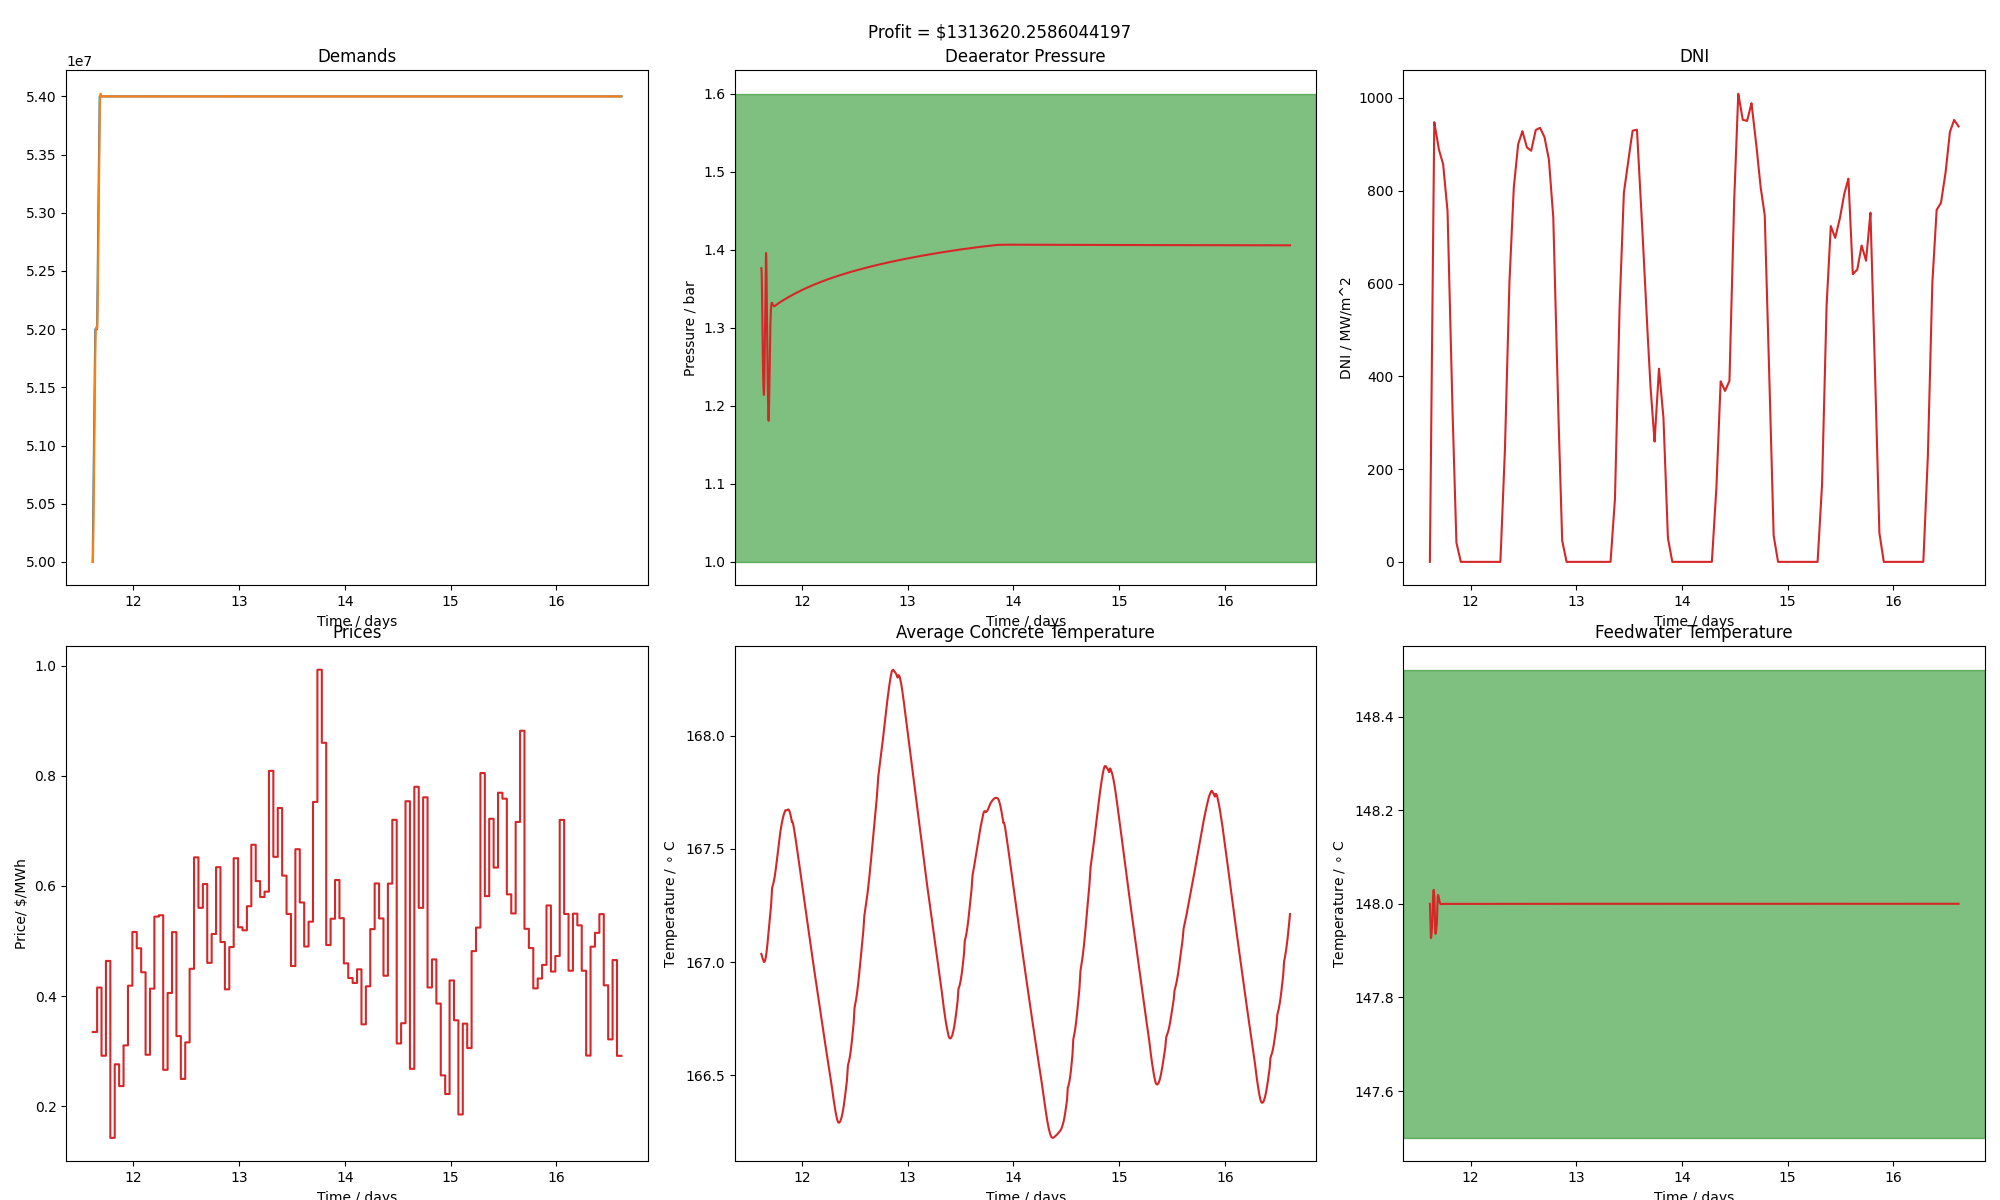 Profit = $1313620.2586044197
Demands
1e7
5.40
5.35
5.30
5.25
5.20
5.15
5.10
5.05
5.00
12 13 14 15 16
Time / days
Deaerator Pressure
Pressure / bar
1.6
1.5
1.4
1.3
1.2
1.1
1.0
12 13 14 15 16
Time / days
DNI
DNI / MW/m^2
1000
800
600
400
200
0
12 13 14 15 16
Time / days
Prices
Price/ $/MWh
1.0
0.8
0.6
0.4
0.2
12 13 14 15 16
Time / days
Average Concrete Temperature
Temperature / ∘ C
168.0
167.5
167.0
166.5
12 13 14 15 16
Time / days
Feedwater Temperature
Temperature / ∘ C
148.4
148.2
148.0
147.8
147.6
12 13 14 15 16
Time / days